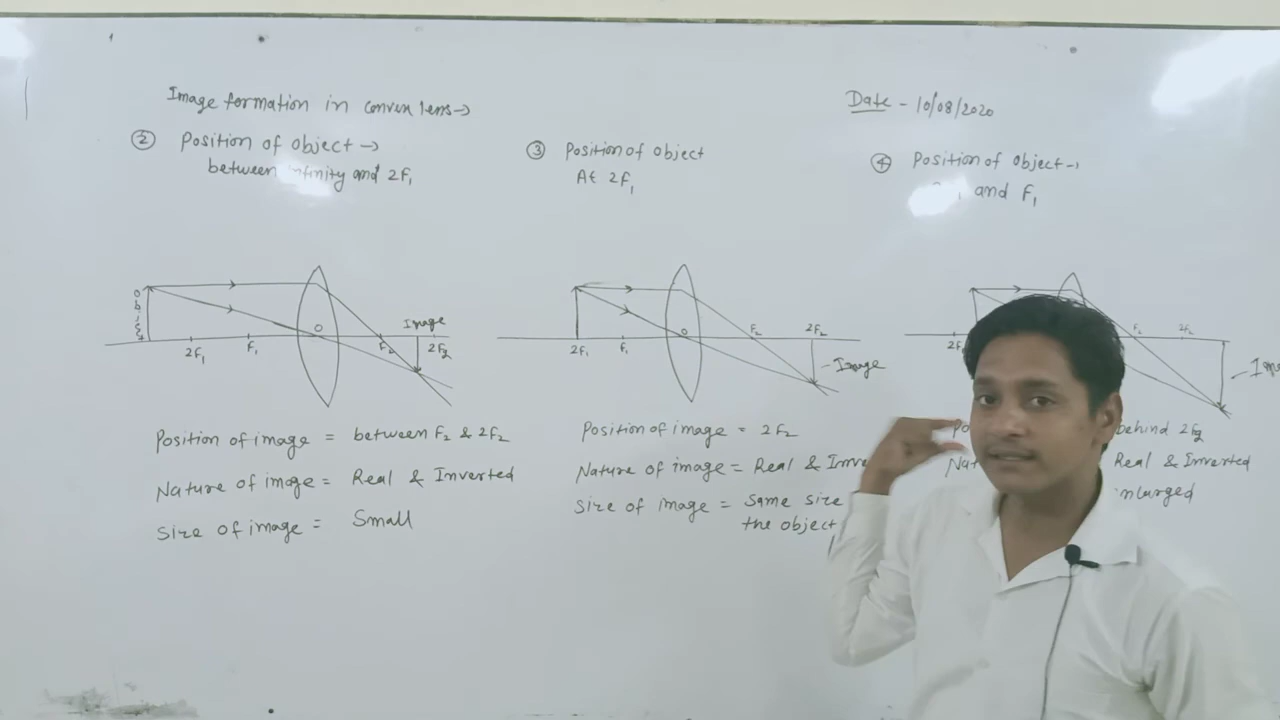 Image formation in convex lens→
Date - 10/08/2020
② Position of object →
between infinity and 2F₁
③ Position of object
At 2F₁
④ Position of object→
and F₁
Object
2F₁
F₁
O
F₂
Image
2F₂
2F₁
F₁
O
F₂
2F₂
Image
F₂
2F₂
Position of image = between F₂ & 2F₂
Nature of image = Real & Inverted
Size of image = Small
Position of image = 2F₂
Nature of image = Real &
Size of image = Same size
the object
behind 2F₂
Real & Inverted